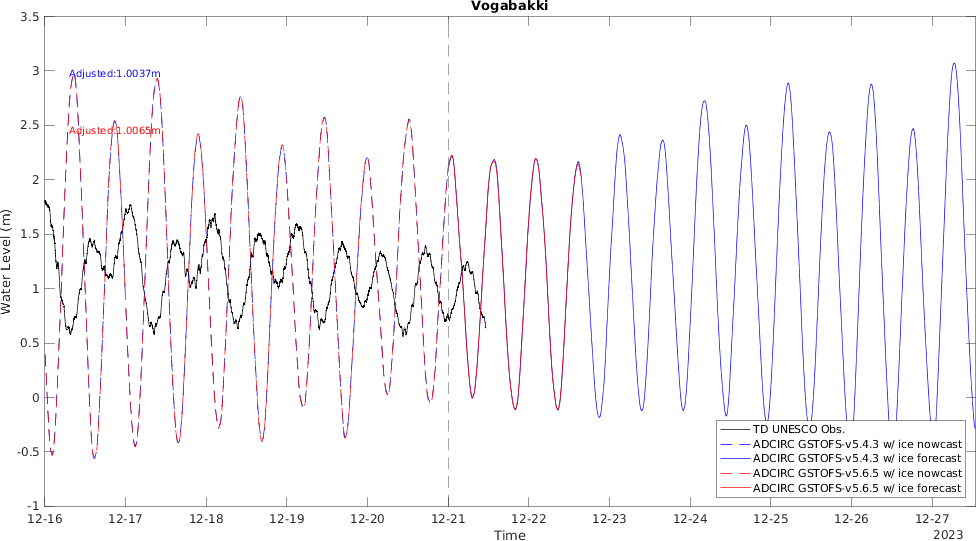 Vogabakki
3.5
3
2.5
2
1.5
1
0.5
0
-0.5
-1
Water Level (m)
Adjusted:1.0037m
Adjusted:1.0065m
TD UNESCO Obs.
ADCIRC GSTOFS-v5.4.3 w/ ice nowcast
ADCIRC GSTOFS-v5.4.3 w/ ice forecast
ADCIRC GSTOFS-v5.6.5 w/ ice nowcast
ADCIRC GSTOFS-v5.6.5 w/ ice forecast
12-16 12-17 12-18 12-19 12-20 12-21 12-22 12-23 12-24 12-25 12-26 12-27
Time
2023